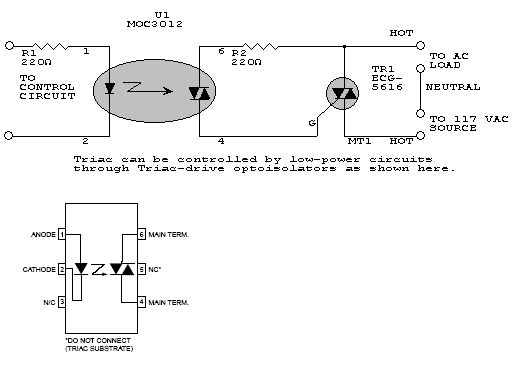 U1
MOC3012
HOT
R1
220Ω
1
6
R2
220Ω
TO AC
LOAD
TO
CONTROL
CIRCUIT
TR1
ECG-
5616
NEUTRAL
G
TO 117 VAC
SOURCE
2
4
MT1
HOT
Triac can be controlled by low-power circuits
through Triac-drive optoisolators as shown here.
ANODE 1
6 MAIN TERM.
CATHODE 2
5 NC*
N/C 3
4 MAIN TERM.
*DO NOT CONNECT
(TRIAC SUBSTRATE)